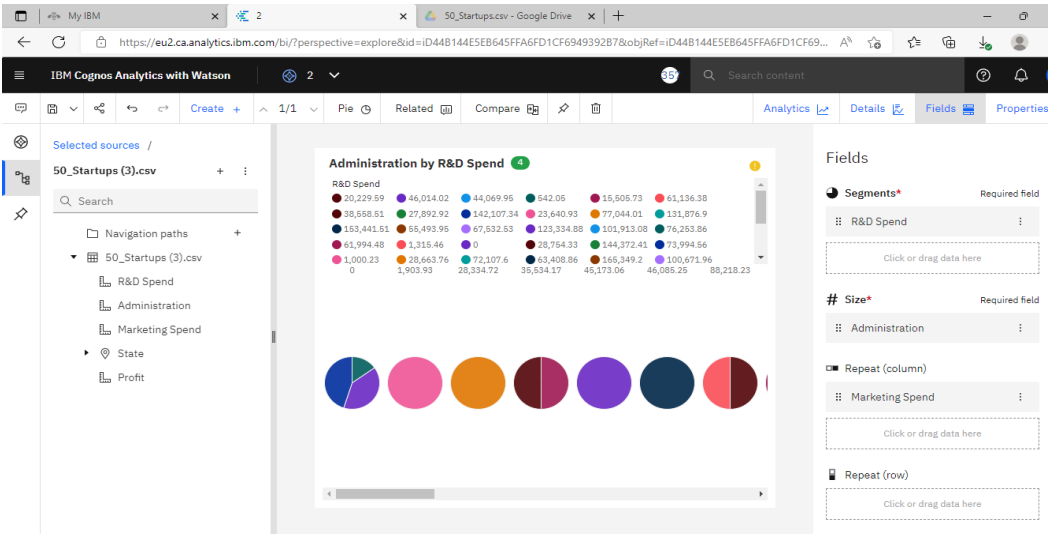 My IBM
2
50_Startups.csv - Google Drive
https://eu2.ca.analytics.ibm.com/bi/?perspective=explore&id=iD44B144E5EB645FFA6FD1CF6949392B7&objRef=iD44B144E5EB645FFA6FD1CF69...
IBM Cognos Analytics with Watson
2
Search content
1/1
Pie
Related
Compare
Create +
Analytics
Details
Fields
Properties
Selected sources /
50_Startups (3).csv
Search
Navigation paths
50_Startups (3).csv
R&D Spend
Administration
Marketing Spend
State
Profit
Administration by R&D Spend 4
R&D Spend
20,229.59 46,014.02 44,069.95 542.05 15,505.73 61,136.38
38,558.51 27,892.92 142,107.34 23,640.93 77,044.01 131,876.9
153,441.51 55,493.95 67,532.53 123,334.88 101,913.08 76,253.86
61,994.48 1,315.46 0 28,754.33 144,372.41 73,994.56
1,000.23 28,663.76 72,107.6 63,408.86 165,349.2 100,671.96
0 1,903.93 28,334.72 35,534.17 45,173.06 46,085.25 88,218.23
Fields
Segments* Required field
R&D Spend
Click or drag data here
Size* Required field
Administration
Repeat (column)
Marketing Spend
Click or drag data here
Repeat (row)
Click or drag data here